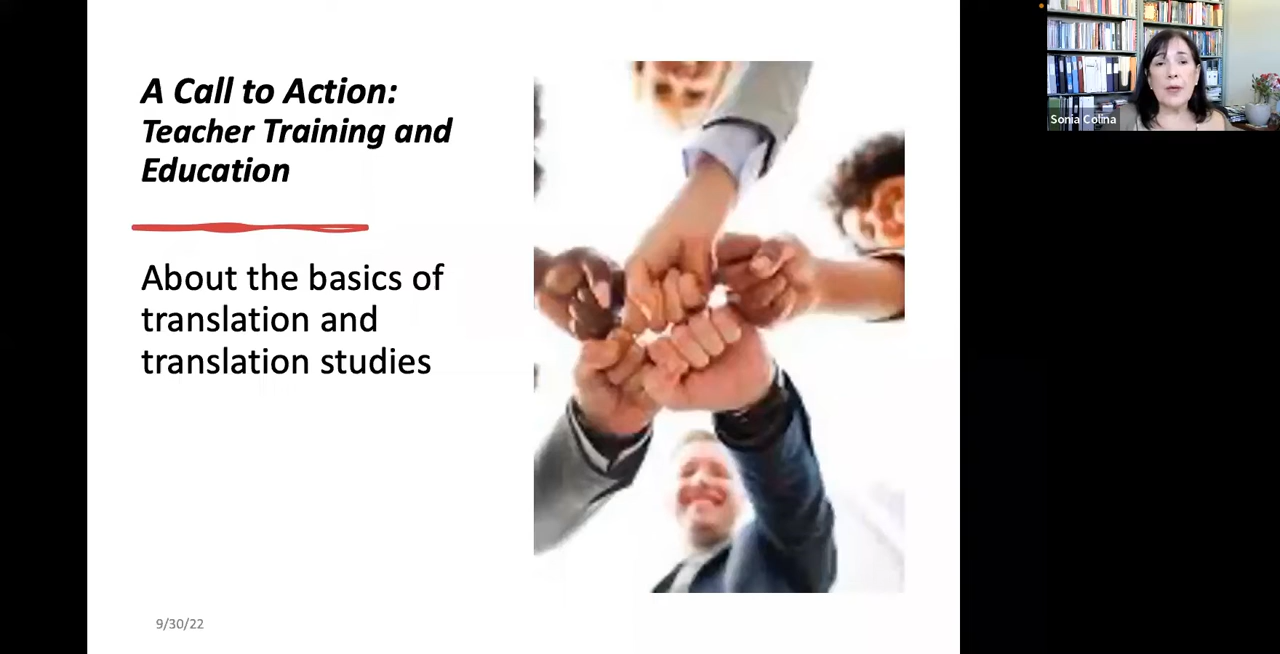 A Call to Action:
Teacher Training and
Education
About the basics of
translation and
translation studies
9/30/22
Sonia Colina